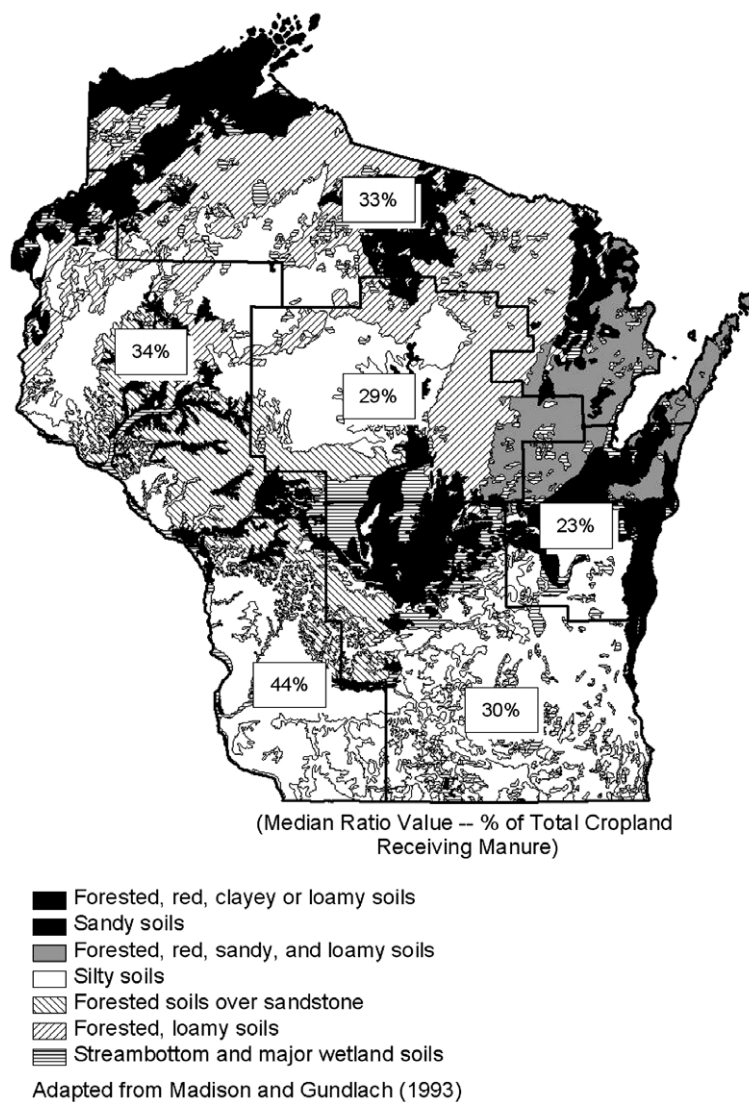 33%
34%
29%
23%
44%
30%
(Median Ratio Value -- % of Total Cropland
Receiving Manure)
Forested, red, clayey or loamy soils
Sandy soils
Forested, red, sandy, and loamy soils
Silty soils
Forested soils over sandstone
Forested, loamy soils
Streambottom and major wetland soils
Adapted from Madison and Gundlach (1993)